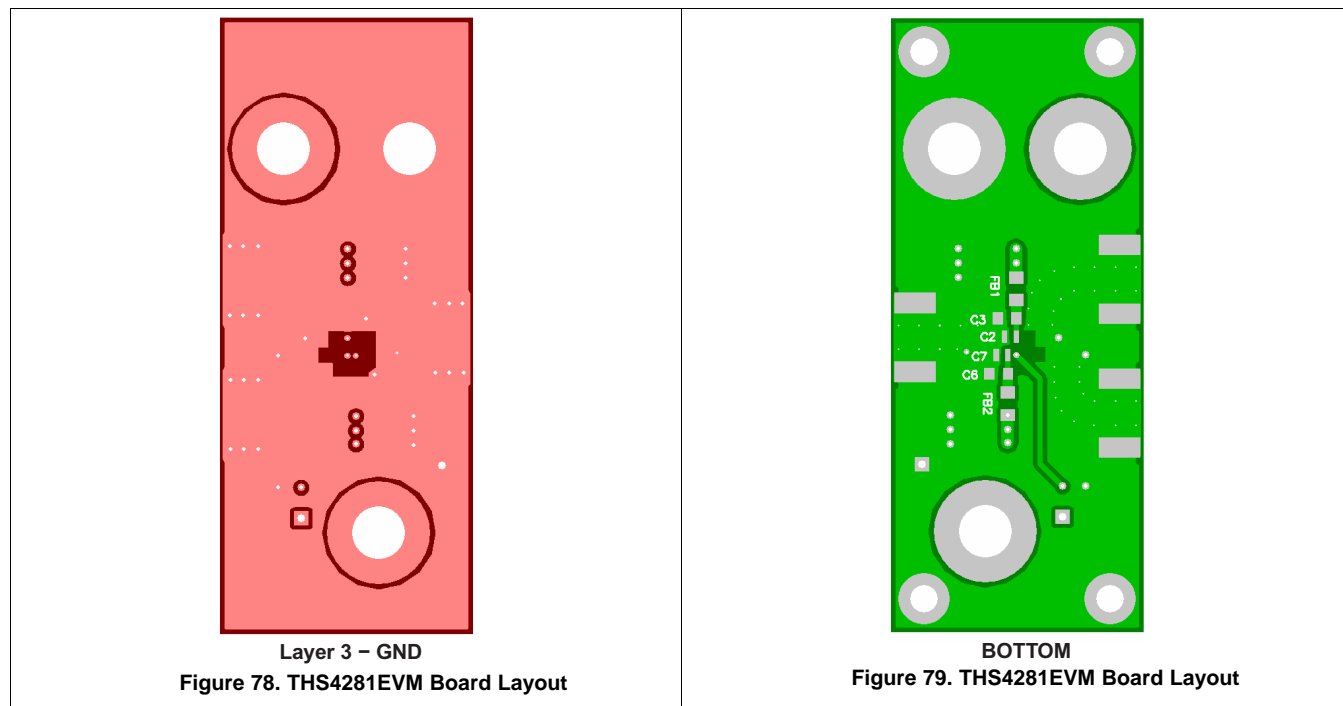 Layer 3 − GND
Figure 78. THS4281EVM Board Layout
FB1
C3
C2
C7
C6
FB2
BOTTOM
Figure 79. THS4281EVM Board Layout